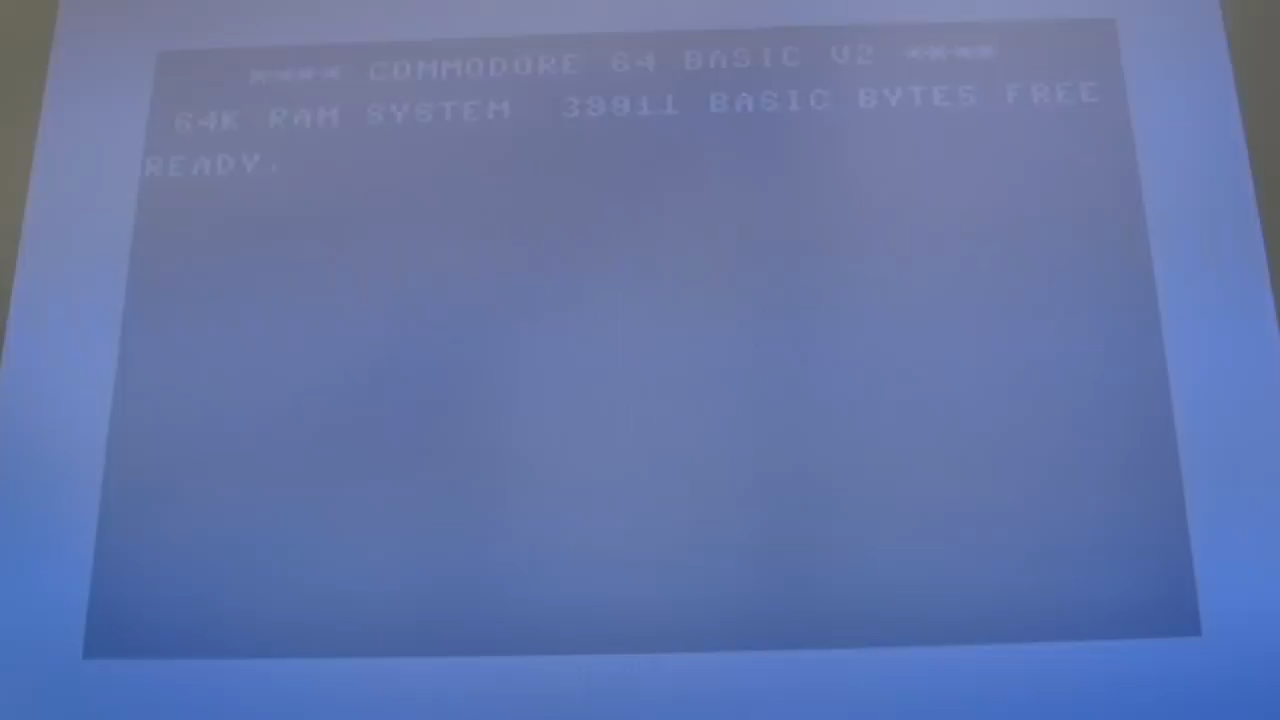 **** COMMODORE 64 BASIC V2 ****
64K RAM SYSTEM 38911 BASIC BYTES FREE
READY.